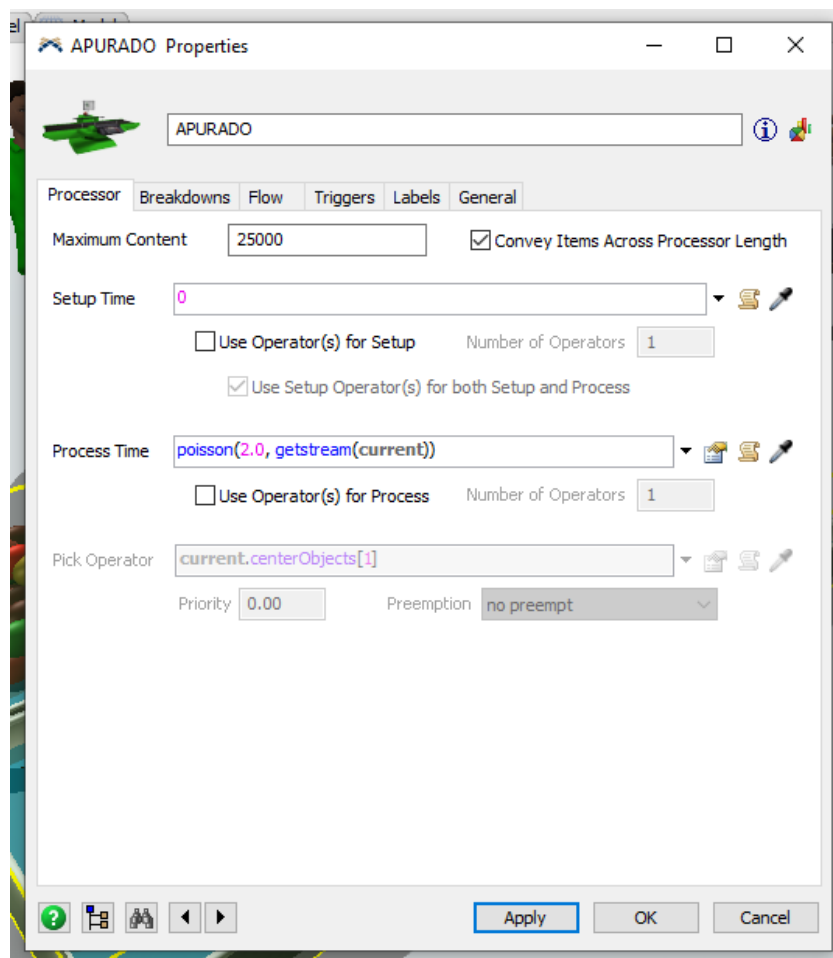 APURADO Properties
APURADO
Processor Breakdowns Flow Triggers Labels General
Maximum Content 25000 Convey Items Across Processor Length
Setup Time 0
Use Operator(s) for Setup Number of Operators 1
Use Setup Operator(s) for both Setup and Process
Process Time poisson(2.0, getstream(current))
Use Operator(s) for Process Number of Operators 1
Pick Operator current.centerObjects[1]
Priority 0.00 Preemption no preempt
Apply OK Cancel